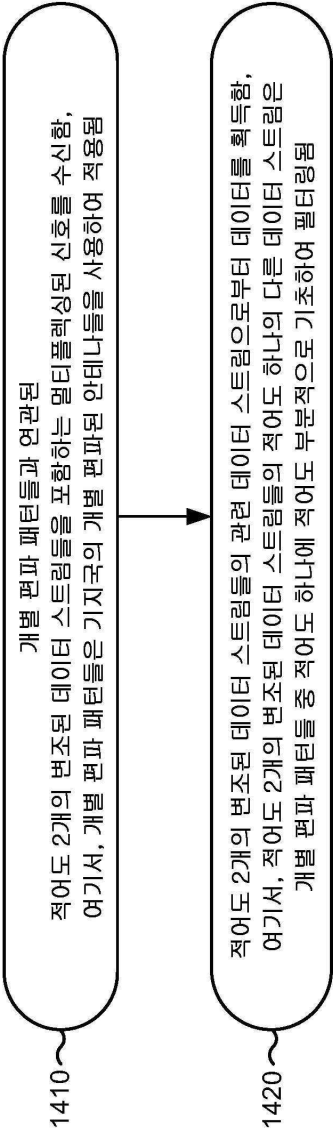 1410
개별 편파 패턴들과 연관된
적어도 2개의 변조된 데이터 스트림들을 포함하는 멀티플렉싱된 신호를 수신함,
여기서, 개별 편파 패턴들은 기지국의 개별 편파된 안테나들을 사용하여 적용됨
1420
적어도 2개의 변조된 데이터 스트림들의 관련 데이터 스트림으로부터 데이터를 획득함,
여기서, 적어도 2개의 변조된 데이터 스트림들의 적어도 하나의 다른 데이터 스트림은
개별 편파 패턴들 중 적어도 하나에 적어도 부분적으로 기초하여 필터링됨